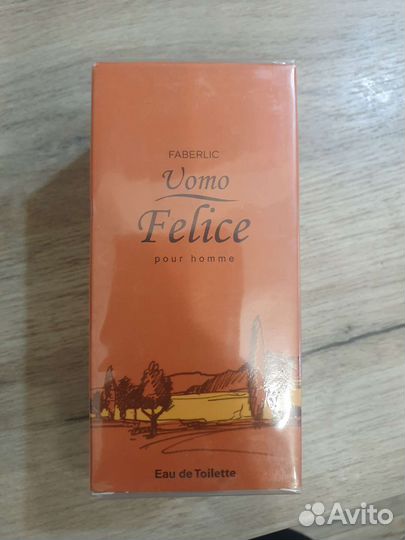 FABERLIC
Uomo
Felice
pour homme
Eau de Toilette
Avito